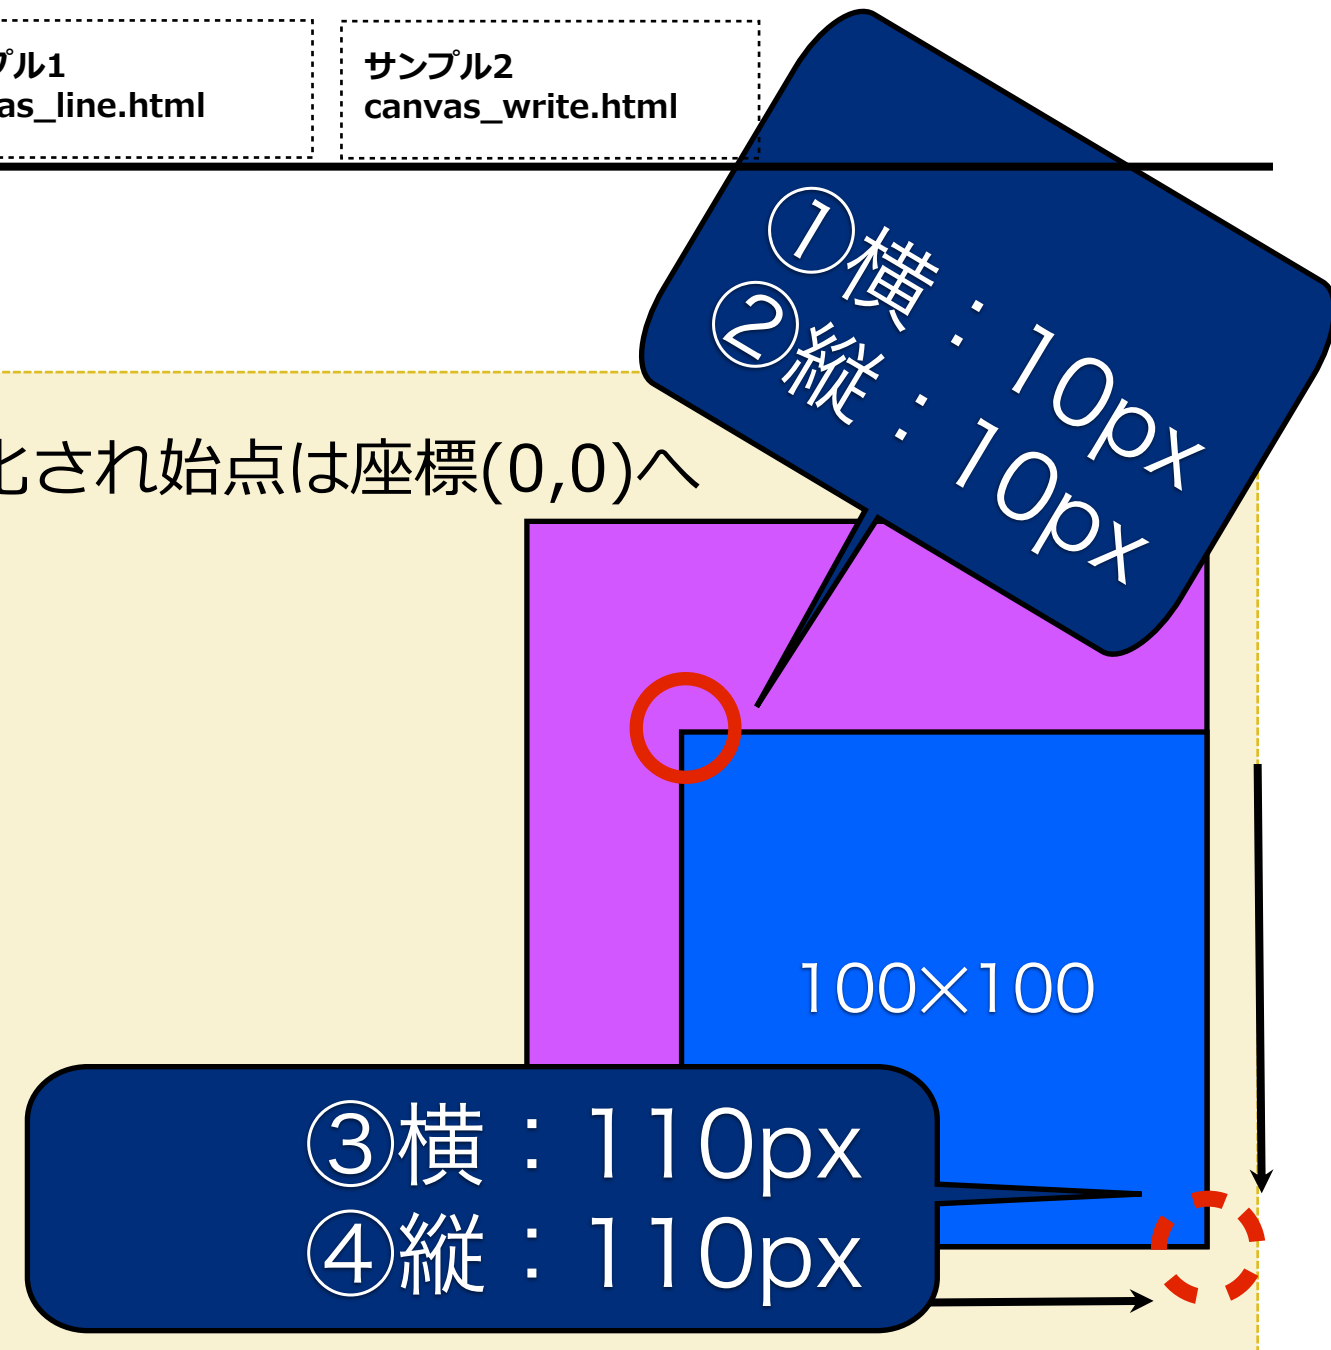 プル1
as_line.html
サンプル2
canvas_write.html
①横：10px
②縦：10px
化され始点は座標(0,0)へ
100×100
③横：110px
④縦：110px